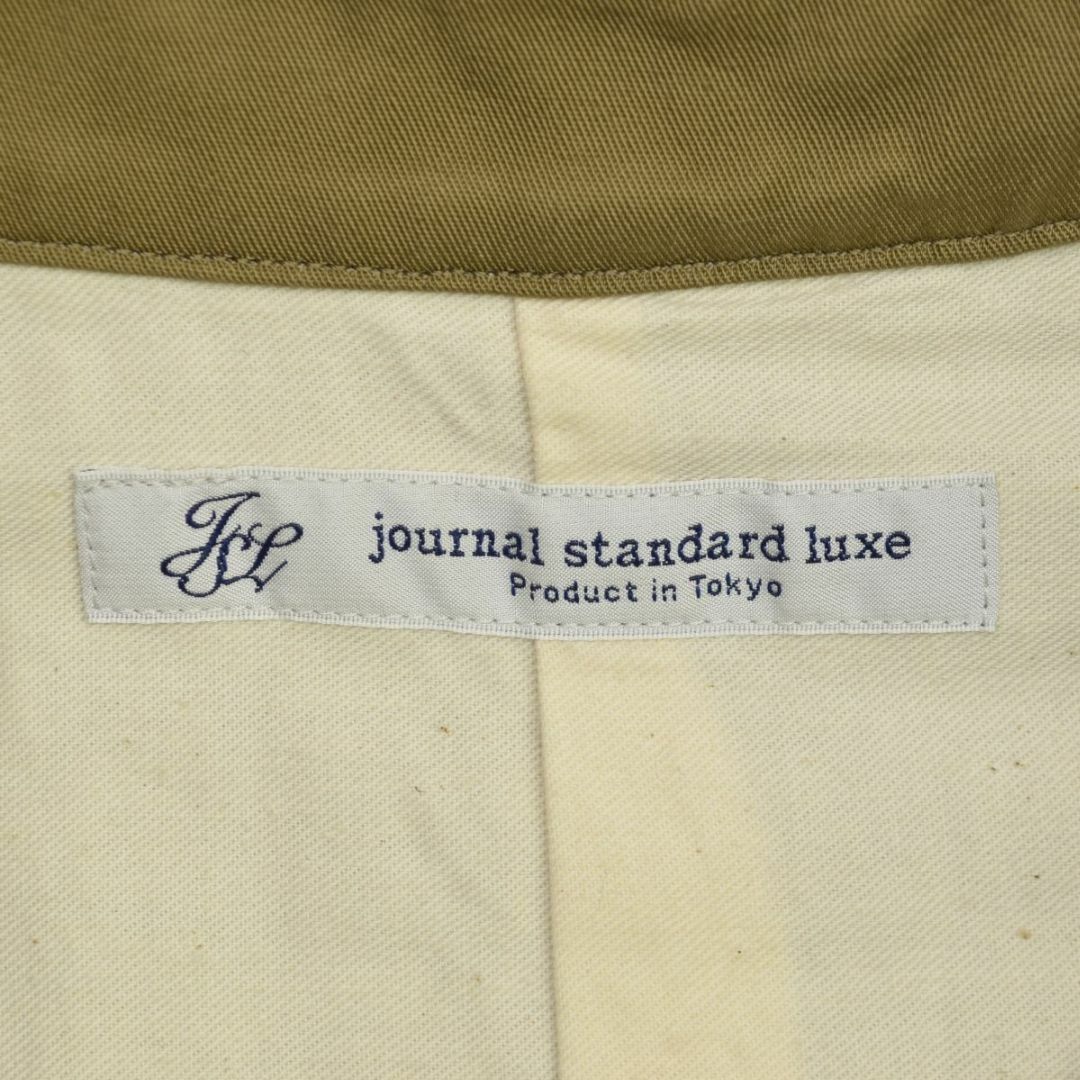 JSL
journal standard luxe
Product in Tokyo